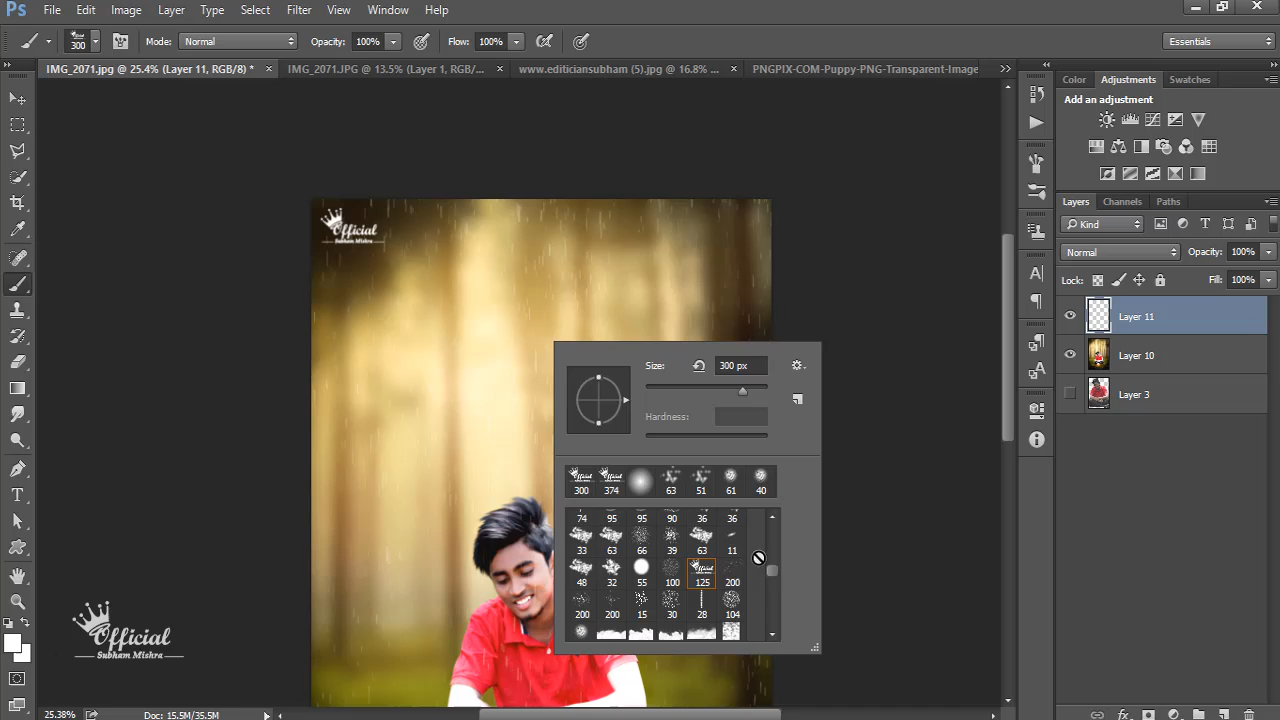 Ps File Edit Image Layer Type Select Filter View Window Help
300 Mode: Normal Opacity: 100% Flow: 100% Essentials
IMG_2071.jpg @ 25.4% (Layer 11, RGB/8) * × IMG_2071.JPG @ 13.5% (Layer 1, RGB/... × www.editiciansubham (5).jpg @ 16.8% ... × PNGPIX-COM-Puppy-PNG-Transparent-Image
Color Adjustments Swatches
Add an adjustment
Layers Channels Paths
Kind
Normal Opacity: 100%
Lock: Fill: 100%
Layer 11
Layer 10
Layer 3
Official
Subham Mishra
Size: 300 px
Hardness:
300 374 63 51 61 40
74 95 95 90 36 36
33 63 66 39 63 11
48 32 55 100 125 200
200 200 15 30 28 104
Official
Subham Mishra
25.38% Doc: 15.5M/35.5M